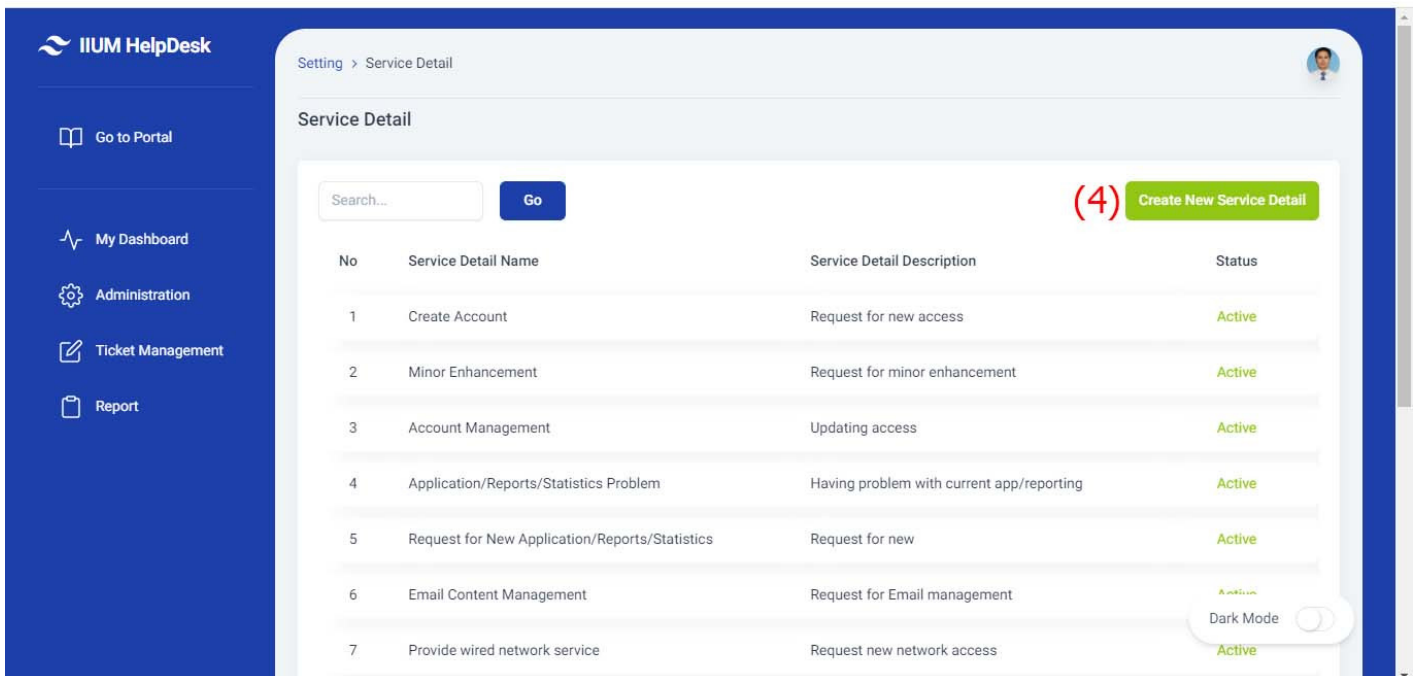 IIUM HelpDesk
Go to Portal
My Dashboard
Administration
Ticket Management
Report
Setting > Service Detail
Service Detail
Search...
Go
(4)
Create New Service Detail
No Service Detail Name Service Detail Description Status
1 Create Account Request for new access Active
2 Minor Enhancement Request for minor enhancement Active
3 Account Management Updating access Active
4 Application/Reports/Statistics Problem Having problem with current app/reporting Active
5 Request for New Application/Reports/Statistics Request for new Active
6 Email Content Management Request for Email management Active
Dark Mode
7 Provide wired network service Request new network access Active